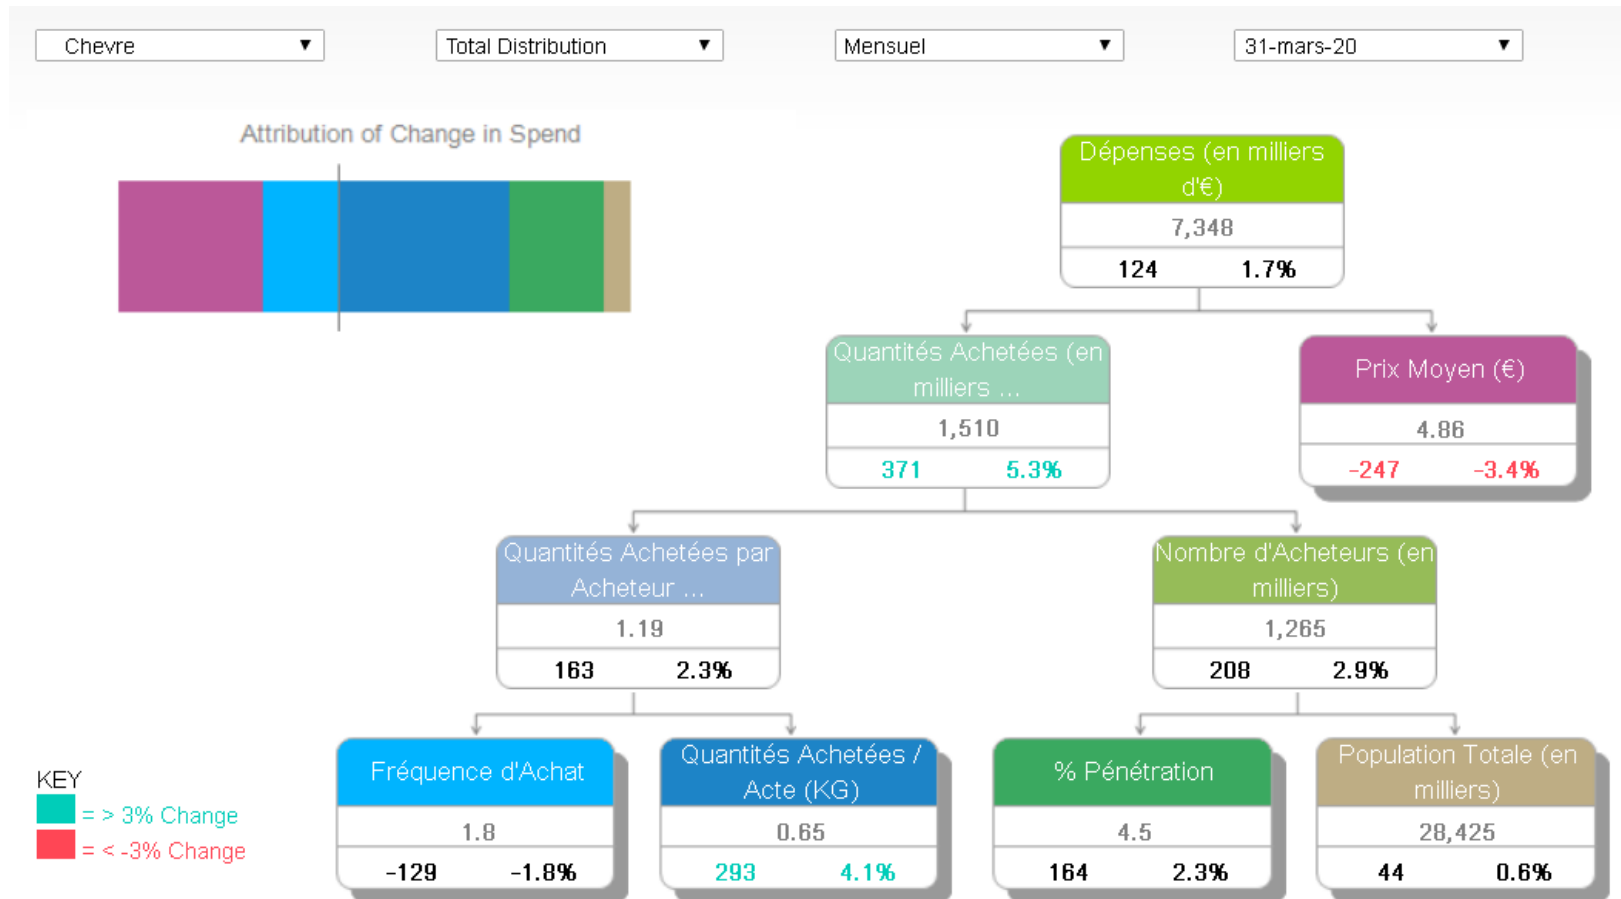 Chevre
Total Distribution
Mensuel
31-mars-20
Attribution of Change in Spend
Dépenses (en milliers
d'€)
7,348
124 1.7%
Quantités Achetées (en
milliers ...
1,510
371 5.3%
Prix Moyen (€)
4.86
-247 -3.4%
Quantités Achetées par
Acheteur ...
1.19
163 2.3%
Nombre d'Acheteurs (en
milliers)
1,265
208 2.9%
Fréquence d'Achat
1.8
-129 -1.8%
Quantités Achetées /
Acte (KG)
0.65
293 4.1%
% Pénétration
4.5
164 2.3%
Population Totale (en
milliers)
28,425
44 0.6%
KEY
= > 3% Change
= < -3% Change